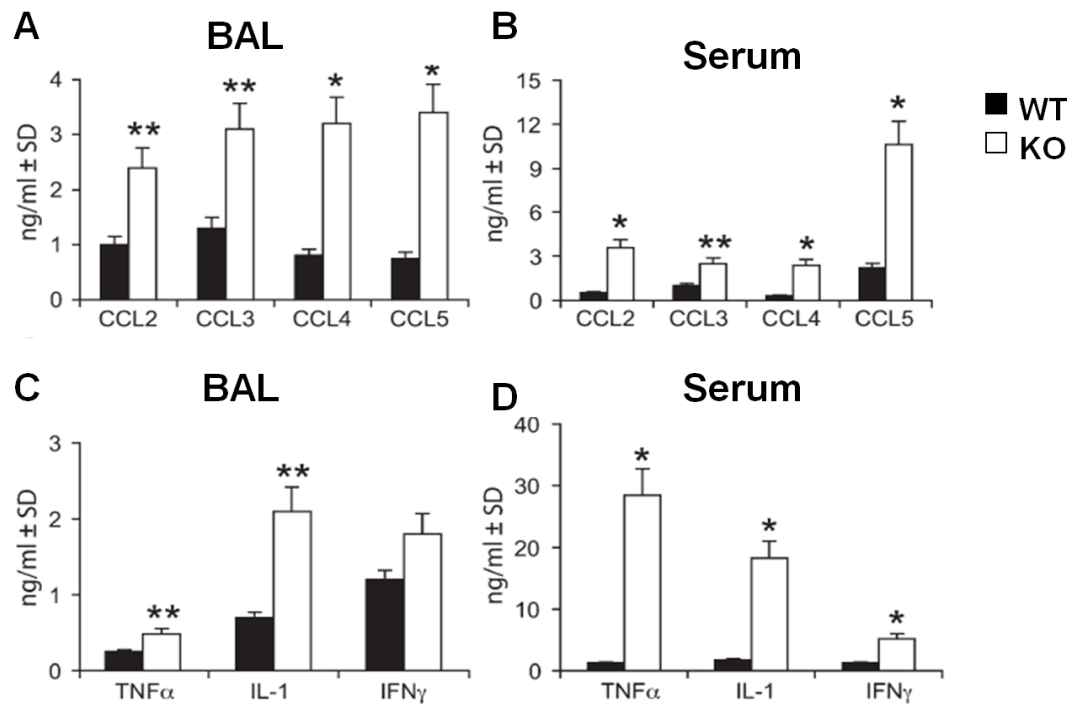 A
BAL
ng/ml ± SD
4
3
2
1
0
**
**
*
*
CCL2 CCL3 CCL4 CCL5
B
Serum
ng/ml ± SD
15
12
9
6
3
0
*
**
*
*
CCL2 CCL3 CCL4 CCL5
WT
KO
C
BAL
ng/ml ± SD
3
2
1
0
**
**
TNFα IL-1 IFNγ
D
Serum
ng/ml ± SD
40
30
20
10
0
*
*
*
TNFα IL-1 IFNγ